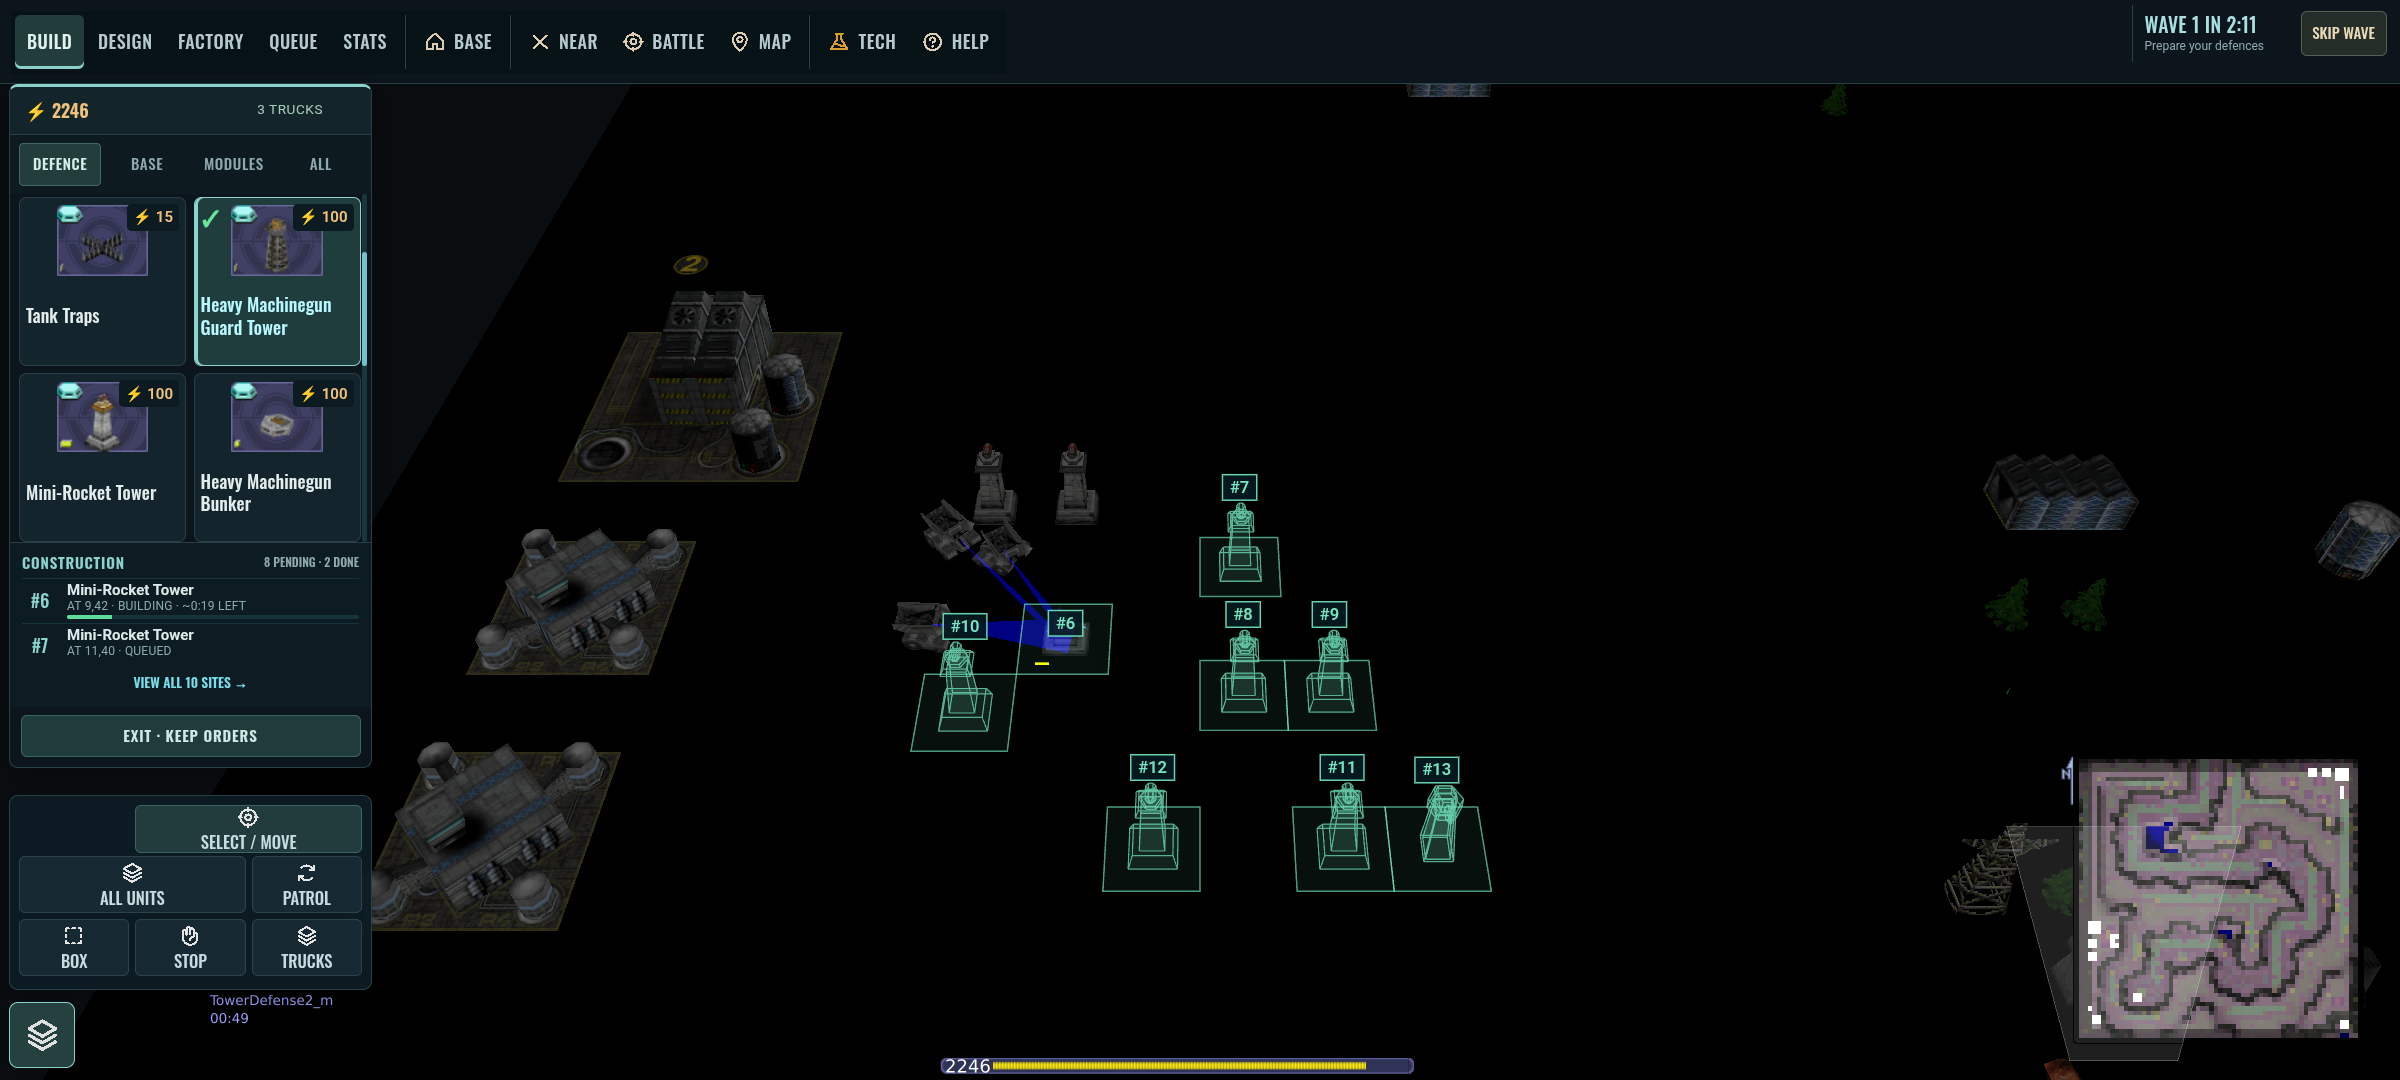 BUILD DESIGN FACTORY QUEUE STATS BASE NEAR BATTLE MAP TECH HELP
WAVE 1 IN 2:11
Prepare your defences
SKIP WAVE
2246 3 TRUCKS
DEFENCE BASE MODULES ALL
15
Tank Traps
100
Heavy Machinegun
Guard Tower
100
Mini-Rocket Tower
100
Heavy Machinegun
Bunker
CONSTRUCTION 8 PENDING · 2 DONE
#6 Mini-Rocket Tower
AT 9,42 · BUILDING · ~0:19 LEFT
#7 Mini-Rocket Tower
AT 11,40 · QUEUED
VIEW ALL 10 SITES →
EXIT · KEEP ORDERS
SELECT / MOVE
ALL UNITS PATROL
BOX STOP TRUCKS
TowerDefense2_m
00:49
2
#7
#10 #6 #8 #9
#12 #11 #13
N
2246